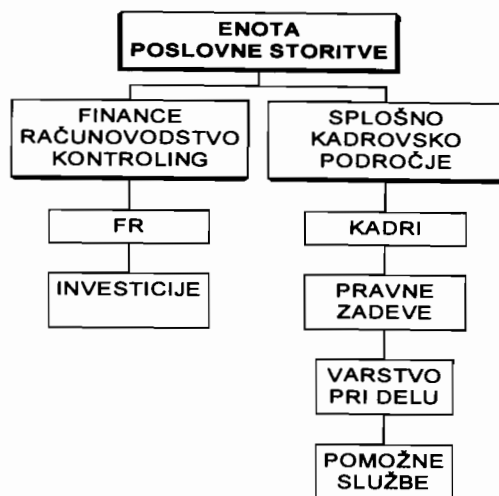 ENOTA
POSLOVNE STORITVE
FINANCE
RAČUNOVODSTVO
KONTROLING
SPLOŠNO
KADROVSKO
PODROČJE
FR
INVESTICIJE
KADRI
PRAVNE
ZADEVE
VARSTVO
PRI DELU
POMOŽNE
SLUŽBE